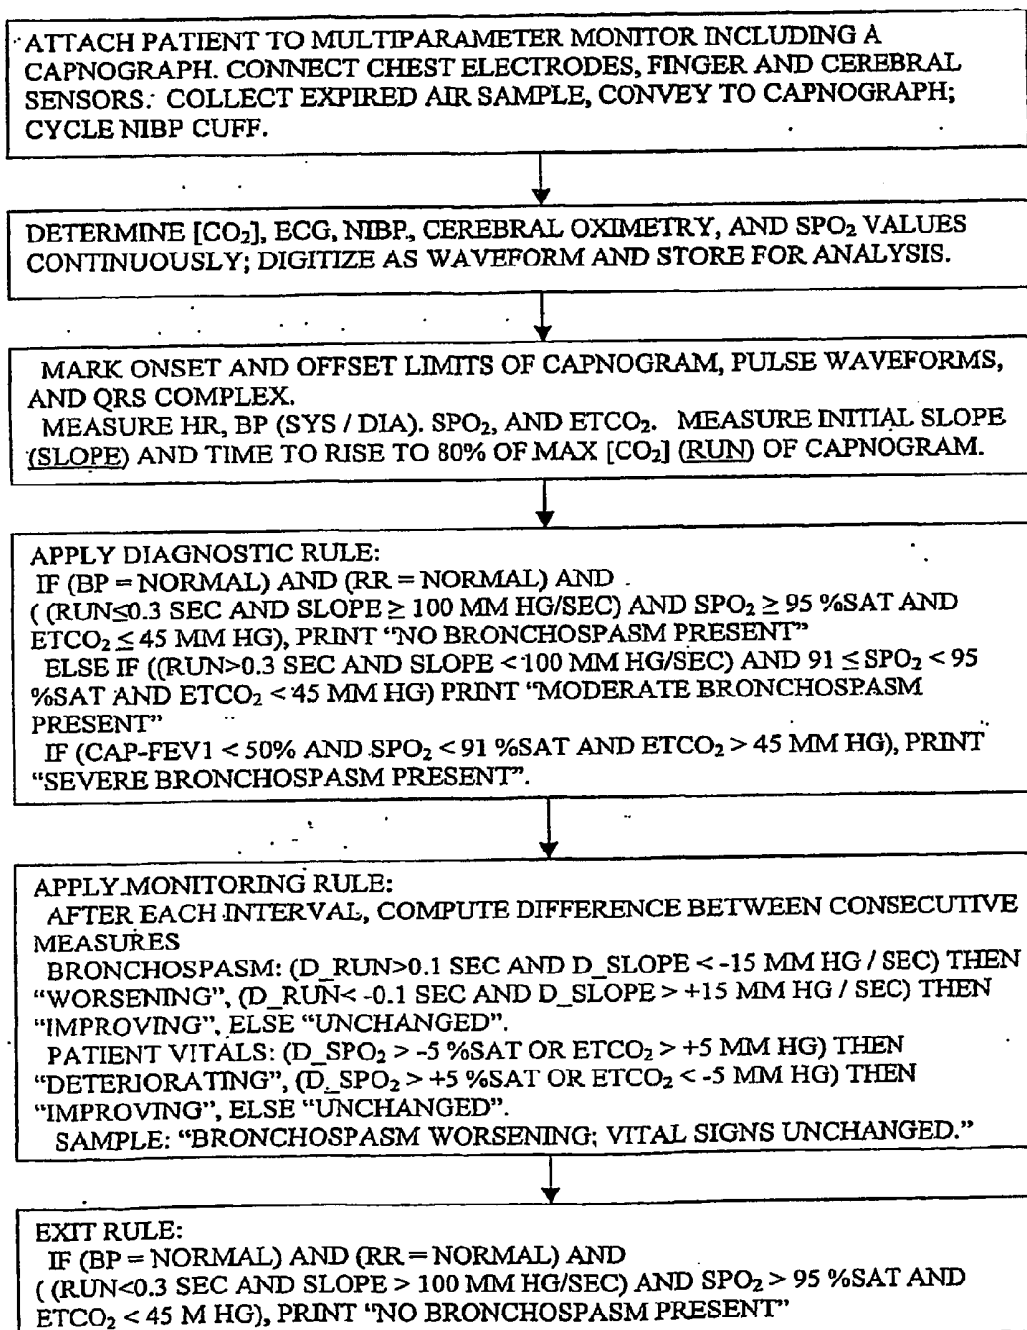 ATTACH PATIENT TO MULTIPARAMETER MONITOR INCLUDING A
CAPNOGRAPH. CONNECT CHEST ELECTRODES, FINGER AND CEREBRAL
SENSORS. COLLECT EXPIRED AIR SAMPLE, CONVEY TO CAPNOGRAPH;
CYCLE NIBP CUFF.
DETERMINE [CO₂], ECG, NIBP, CEREBRAL OXIMETRY, AND SPO₂ VALUES
CONTINUOUSLY; DIGITIZE AS WAVEFORM AND STORE FOR ANALYSIS.
MARK ONSET AND OFFSET LIMITS OF CAPNOGRAM, PULSE WAVEFORMS,
AND QRS COMPLEX.
MEASURE HR, BP (SYS / DIA). SPO₂, AND ETCO₂. MEASURE INITIAL SLOPE
(SLOPE) AND TIME TO RISE TO 80% OF MAX [CO₂] (RUN) OF CAPNOGRAM.
APPLY DIAGNOSTIC RULE:
IF (BP = NORMAL) AND (RR = NORMAL) AND
( (RUN≤0.3 SEC AND SLOPE ≥ 100 MM HG/SEC) AND SPO₂ ≥ 95 %SAT AND
ETCO₂ ≤ 45 MM HG), PRINT “NO BRONCHOSPASM PRESENT”
ELSE IF ((RUN>0.3 SEC AND SLOPE < 100 MM HG/SEC) AND 91 ≤ SPO₂ < 95
%SAT AND ETCO₂ < 45 MM HG) PRINT “MODERATE BRONCHOSPASM
PRESENT”
IF (CAP-FEV1 < 50% AND SPO₂ < 91 %SAT AND ETCO₂ > 45 MM HG), PRINT
“SEVERE BRONCHOSPASM PRESENT”.
APPLY MONITORING RULE:
AFTER EACH INTERVAL, COMPUTE DIFFERENCE BETWEEN CONSECUTIVE
MEASURES
BRONCHOSPASM: (D_RUN>0.1 SEC AND D_SLOPE < -15 MM HG / SEC) THEN
“WORSENING”, (D_RUN< -0.1 SEC AND D_SLOPE > +15 MM HG / SEC) THEN
“IMPROVING”, ELSE “UNCHANGED”.
PATIENT VITALS: (D_SPO₂ > -5 %SAT OR ETCO₂ > +5 MM HG) THEN
“DETERIORATING”, (D_SPO₂ > +5 %SAT OR ETCO₂ < -5 MM HG) THEN
“IMPROVING”, ELSE “UNCHANGED”.
SAMPLE: “BRONCHOSPASM WORSENING; VITAL SIGNS UNCHANGED.”
EXIT RULE:
IF (BP = NORMAL) AND (RR = NORMAL) AND
( (RUN<0.3 SEC AND SLOPE > 100 MM HG/SEC) AND SPO₂ > 95 %SAT AND
ETCO₂ < 45 M HG), PRINT “NO BRONCHOSPASM PRESENT”